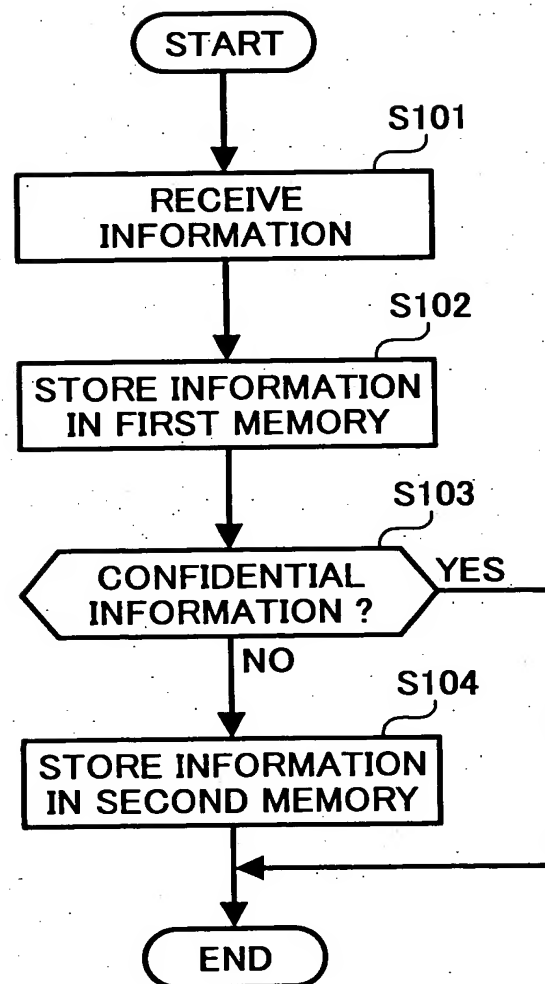 START
S101
RECEIVE
INFORMATION
S102
STORE INFORMATION
IN FIRST MEMORY
S103
CONFIDENTIAL
INFORMATION ?
YES
NO
S104
STORE INFORMATION
IN SECOND MEMORY
END